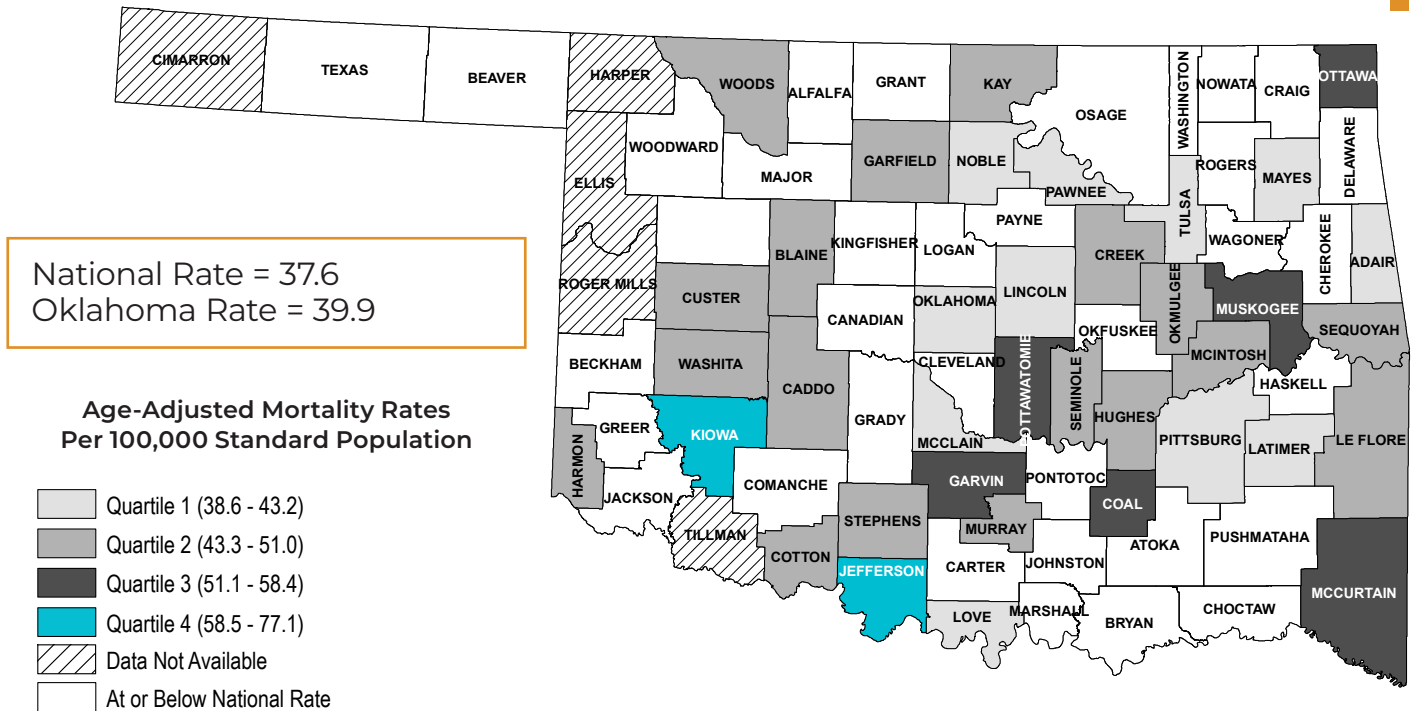 CIMARRON
TEXAS
BEAVER
HARPER
WOODS
ALFALFA
GRANT
KAY
OSAGE
WASHINGTON
NOWATA
CRAIG
OTTAWA
WOODWARD
ELLIS
MAJOR
GARFIELD
NOBLE
PAWNEE
TULSA
ROGERS
MAYES
DELAWARE
PAYNE
ROGER MILLS
CUSTER
BLAINE
KINGFISHER
LOGAN
LINCOLN
CREEK
WAGONER
CHEROKEE
ADAIR
National Rate = 37.6
Oklahoma Rate = 39.9
OKLAHOMA
CANADIAN
OKFUSKEE
OKMULGEE
MUSKOGEE
SEQUOYAH
MCINTOSH
BECKHAM
WASHITA
CADDO
CLEVELAND
OTTAWATOMIE
SEMINOLE
HASKELL
GREER
KIOWA
GRADY
MCCLAIN
HUGHES
PITTSBURG
LATIMER
LE FLORE
Age-Adjusted Mortality Rates
Per 100,000 Standard Population
HARMON
JACKSON
COMANCHE
GARVIN
PONTOTOC
COAL
TILLMAN
COTTON
STEPHENS
MURRAY
JOHNSTON
ATOKA
PUSHMATAHA
JEFFERSON
CARTER
LOVE
MARSHALL
BRYAN
CHOCTAW
MCCURTAIN
Quartile 1 (38.6 - 43.2)
Quartile 2 (43.3 - 51.0)
Quartile 3 (51.1 - 58.4)
Quartile 4 (58.5 - 77.1)
Data Not Available
At or Below National Rate